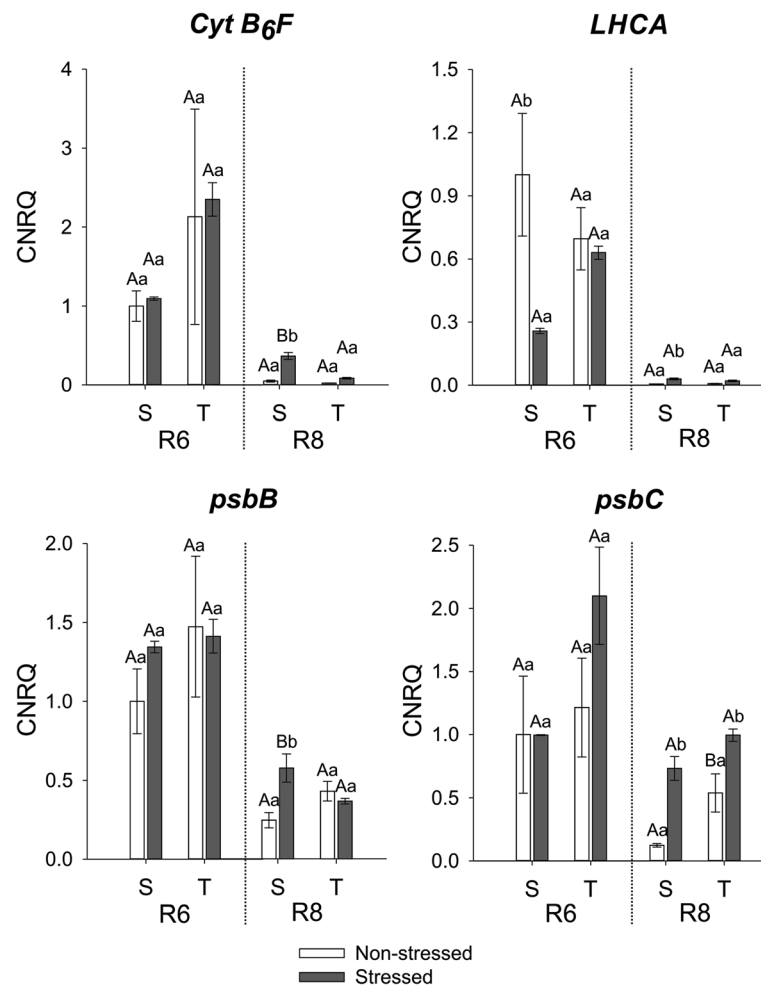 Cyt B6F
CNRQ
4
3
2
1
0
Aa
Aa
Aa
Aa
Aa
Bb
Aa
Aa
S T S T
R6 R8
LHCA
CNRQ
1.5
1.2
0.9
0.6
0.3
0.0
Ab
Aa
Aa
Aa
Aa
Ab
Aa
Aa
S T S T
R6 R8
psbB
CNRQ
2.0
1.5
1.0
0.5
0.0
Aa
Aa
Aa
Aa
Aa
Bb
Aa
Aa
S T S T
R6 R8
psbC
CNRQ
2.5
2.0
1.5
1.0
0.5
0.0
Aa
Aa
Aa
Aa
Aa
Ab
Ba
Ab
S T S T
R6 R8
Non-stressed
Stressed